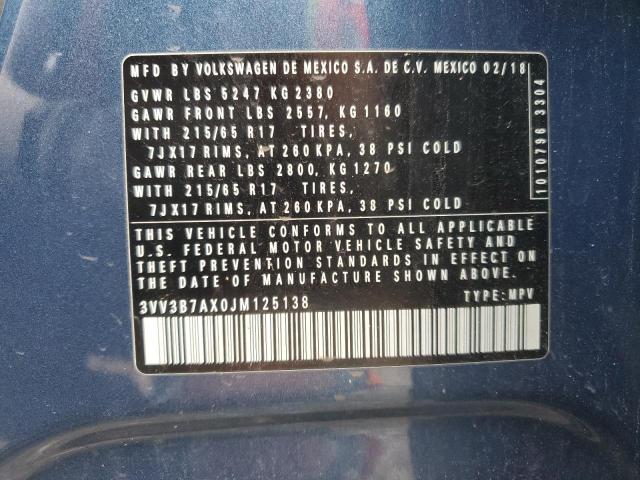 MFD BY VOLKSWAGEN DE MEXICO S.A. DE C.V. MEXICO 02/18
GVWR LBS 5247 KG 2380
GAWR FRONT LBS 2557, KG 1160
WITH 215/65 R17 TIRES,
7JX17 RIMS, AT 260 KPA, 38 PSI COLD
GAWR REAR LBS 2800, KG 1270
WITH 215/65 R17 TIRES,
7JX17 RIMS, AT 260 KPA, 38 PSI COLD
THIS VEHICLE CONFORMS TO ALL APPLICABLE
U.S. FEDERAL MOTOR VEHICLE SAFETY AND
THEFT PREVENTION STANDARDS IN EFFECT ON
THE DATE OF MANUFACTURE SHOWN ABOVE.
3VV3B7AX0JM125138 TYPE: MPV
1010796 3304